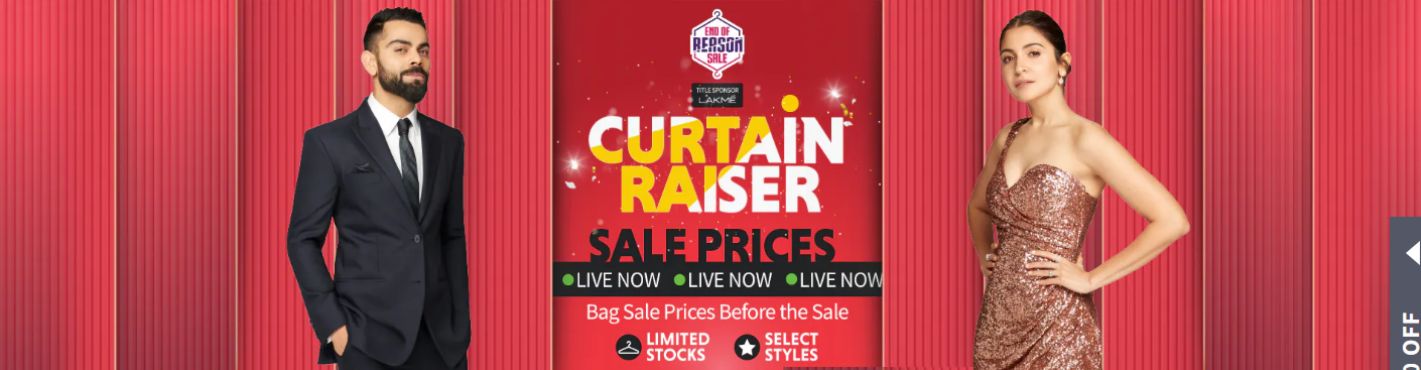 END OF
REASON
SALE
TITLE SPONSOR
LAKMÉ
CURTAIN
RAISER
SALE PRICES
LIVE NOW LIVE NOW LIVE NOW
Bag Sale Prices Before the Sale
LIMITED
STOCKS
SELECT
STYLES
OFF